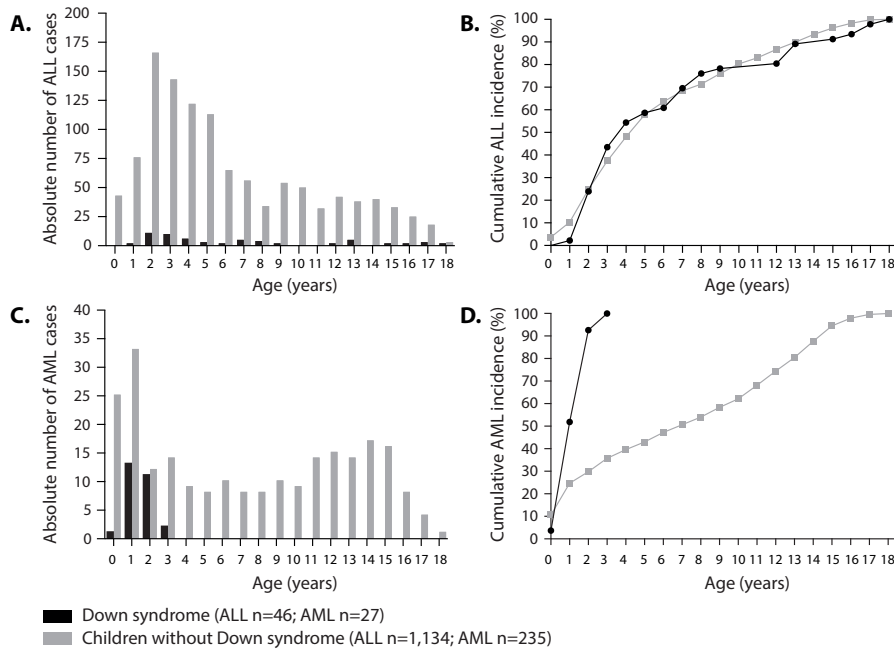 A.
Absolute number of ALL cases
200
175
150
125
100
75
50
25
0
0 1 2 3 4 5 6 7 8 9 10 11 12 13 14 15 16 17 18
Age (years)
B.
Cumulative ALL incidence (%)
100
90
80
70
60
50
40
30
20
10
0
0 1 2 3 4 5 6 7 8 9 10 11 12 13 14 15 16 17 18
Age (years)
C.
Absolute number of AML cases
40
35
30
25
20
15
10
5
0
0 1 2 3 4 5 6 7 8 9 10 11 12 13 14 15 16 17 18
Age (years)
D.
Cumulative AML incidence (%)
100
90
80
70
60
50
40
30
20
10
0
0 1 2 3 4 5 6 7 8 9 10 11 12 13 14 15 16 17 18
Age (years)
Down syndrome (ALL n=46; AML n=27)
Children without Down syndrome (ALL n=1,134; AML n=235)